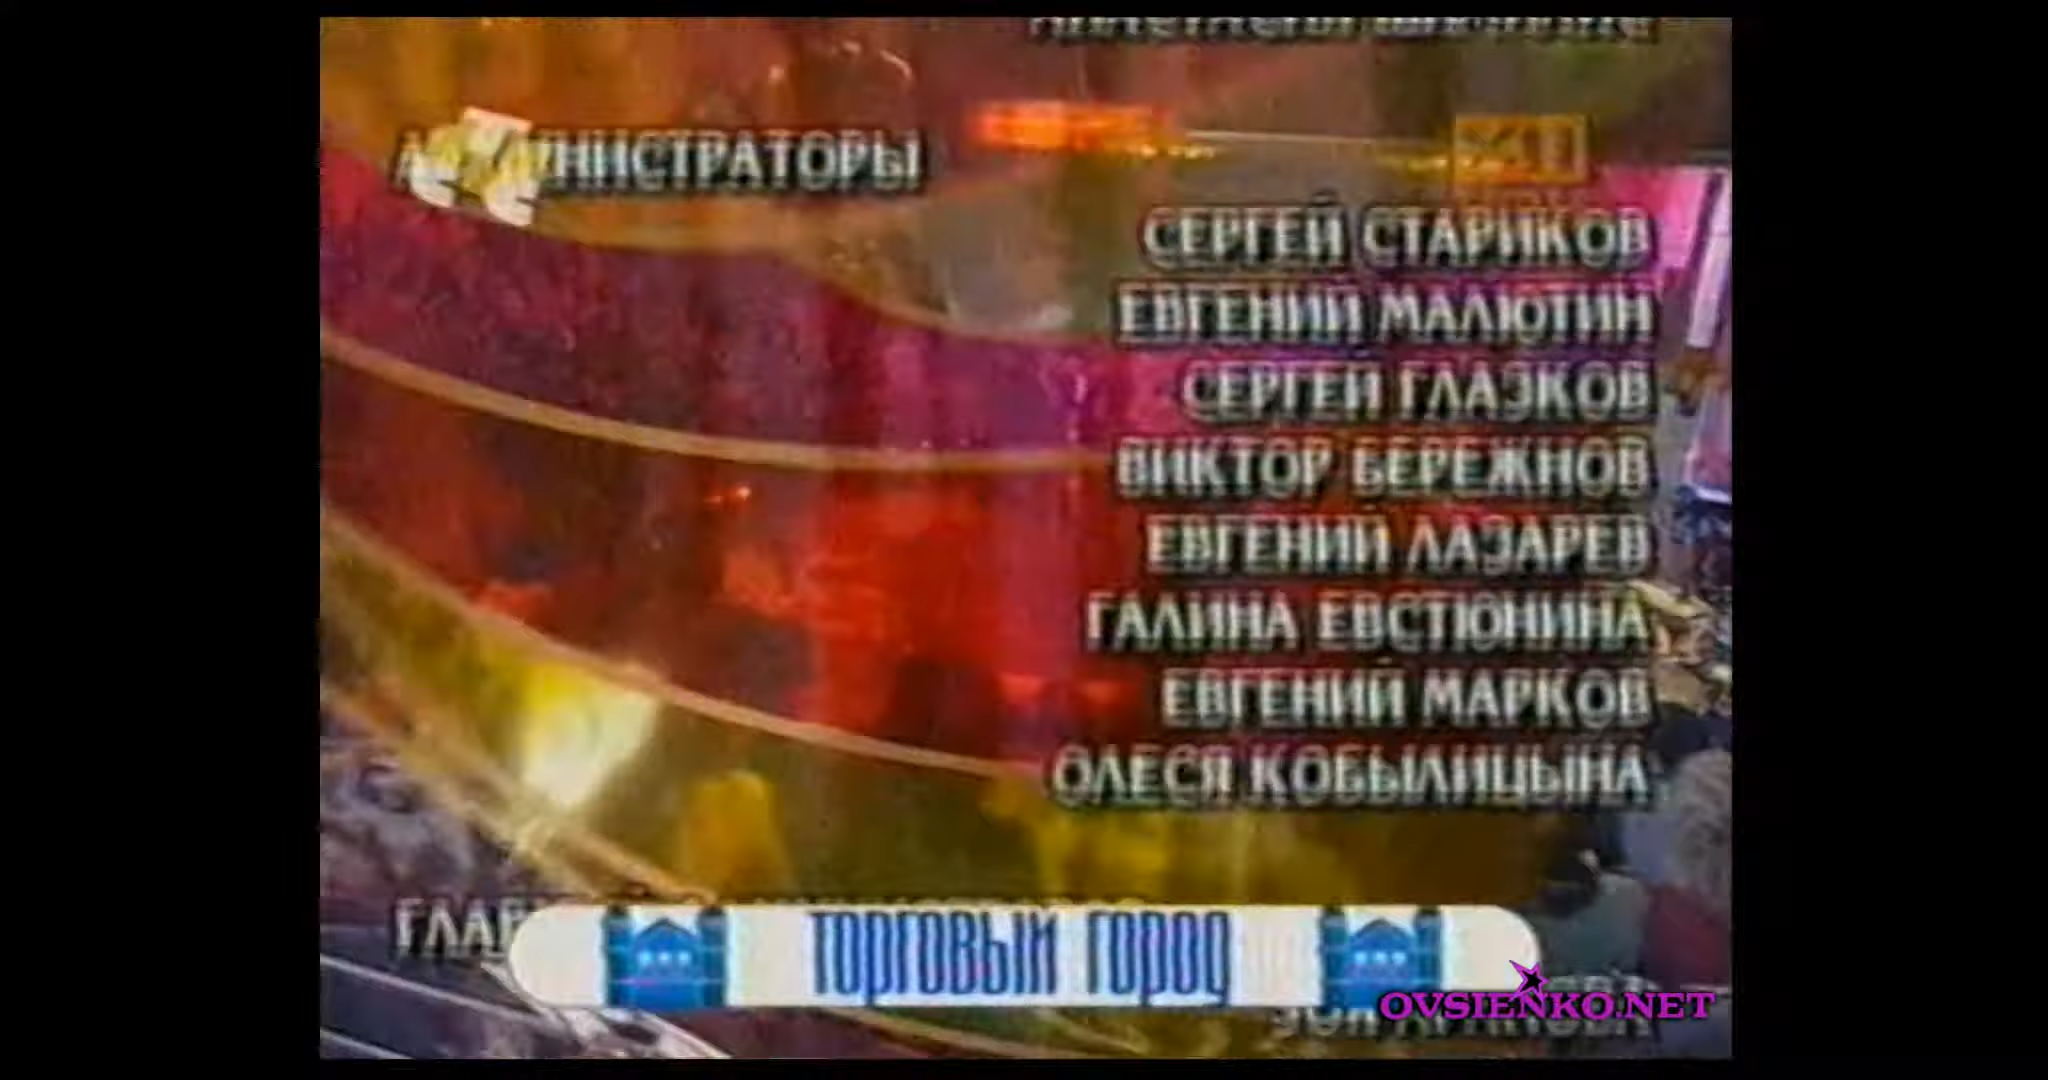 АДМИНИСТРАТОРЫ
СЕРГЕЙ СТАРИКОВ
ЕВГЕНИЙ МАЛЮТИН
СЕРГЕЙ ГЛАЗКОВ
ВИКТОР БЕРЕЖНОВ
ЕВГЕНИЙ ЛАЗАРЕВ
ГАЛИНА ЕВСТЮНИНА
ЕВГЕНИЙ МАРКОВ
ОЛЕСЯ КОБЫЛИЦЫНА
ТОРГОВЫЙ ГОРОД
OVSIENKO.NET